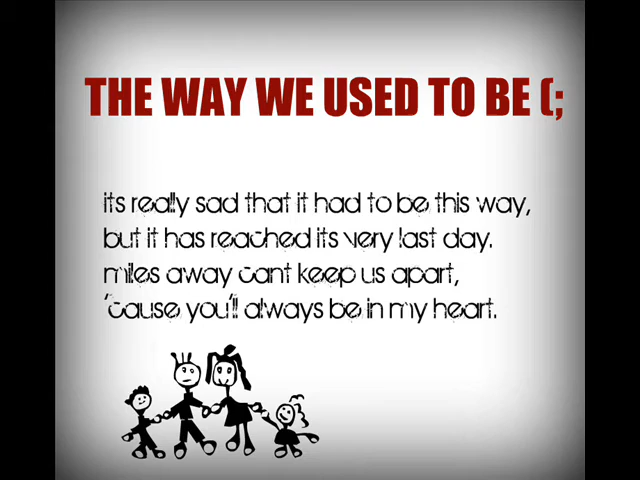 THE WAY WE USED TO BE (;
its really sad that it had to be this way,
but it has reached its very last day.
miles away cant keep us apart,
'cause you'll always be in my heart.